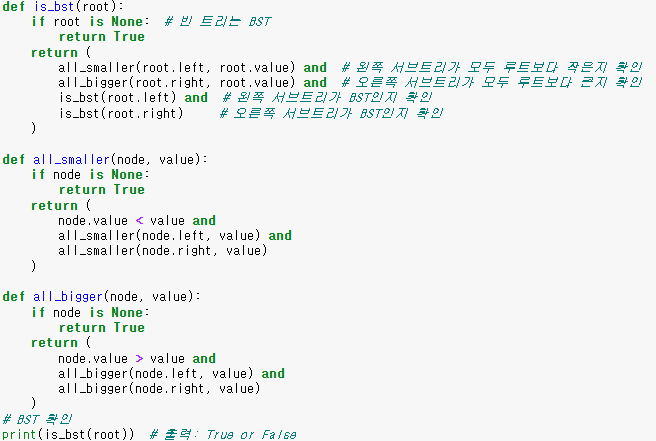 def is_bst(root):
    if root is None:  # 빈 트리는 BST
        return True
    return (
        all_smaller(root.left, root.value) and  # 왼쪽 서브트리가 모두 루트보다 작은지 확인
        all_bigger(root.right, root.value) and  # 오른쪽 서브트리가 모두 루트보다 큰지 확인
        is_bst(root.left) and  # 왼쪽 서브트리가 BST인지 확인
        is_bst(root.right)     # 오른쪽 서브트리가 BST인지 확인
    )
def all_smaller(node, value):
    if node is None:
        return True
    return (
        node.value < value and
        all_smaller(node.left, value) and
        all_smaller(node.right, value)
    )
def all_bigger(node, value):
    if node is None:
        return True
    return (
        node.value > value and
        all_bigger(node.left, value) and
        all_bigger(node.right, value)
    )
# BST 확인
print(is_bst(root))  # 출력: True or False